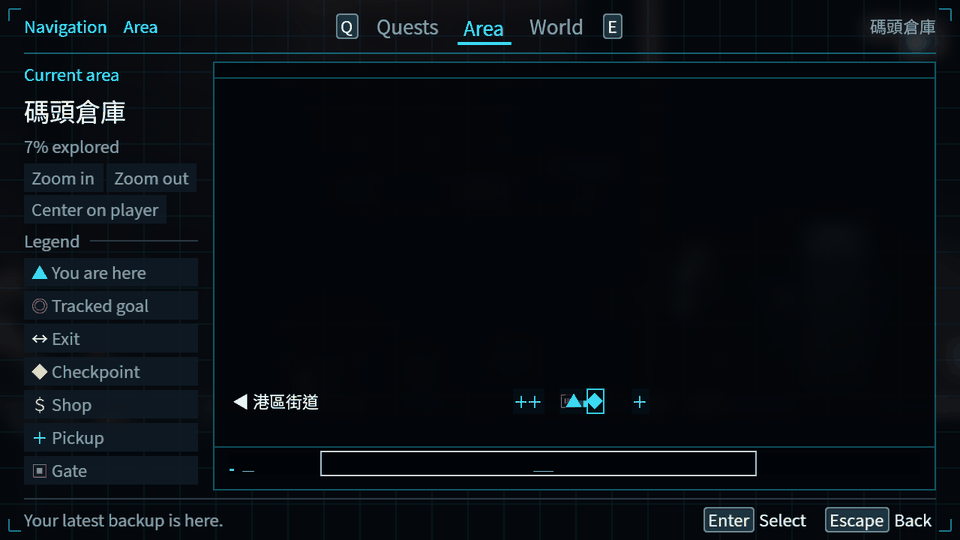 Navigation Area
Q Quests Area World E
碼頭倉庫
Current area
碼頭倉庫
7% explored
Zoom in Zoom out
Center on player
Legend
You are here
Tracked goal
Exit
Checkpoint
$ Shop
Pickup
Gate
港區街道
Your latest backup is here.
Enter Select Escape Back